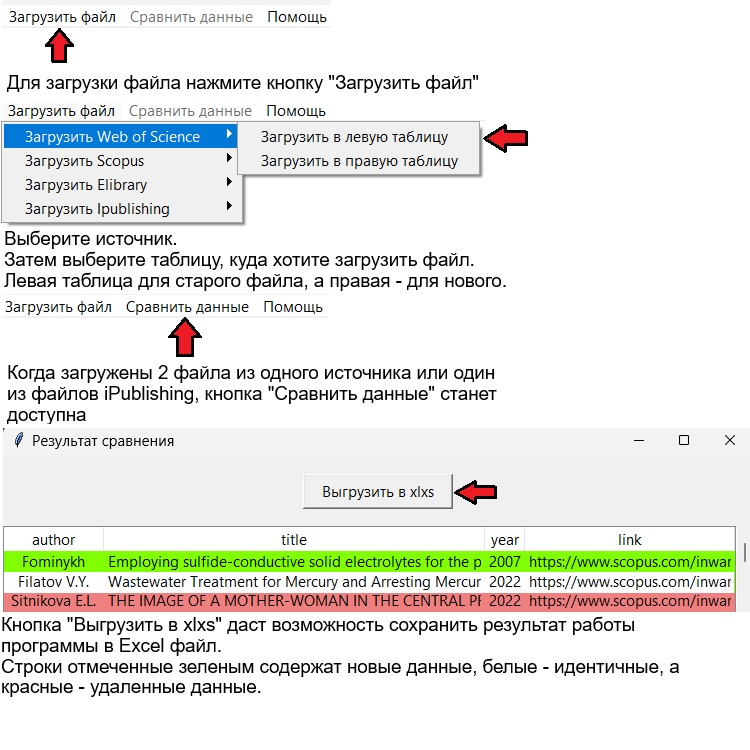 Загрузить файл Сравнить данные Помощь
Для загрузки файла нажмите кнопку "Загрузить файл"
Загрузить файл Сравнить данные Помощь
Загрузить Web of Science Загрузить в левую таблицу
Загрузить Scopus Загрузить в правую таблицу
Загрузить Elibrary
Загрузить Ipublishing
Выберите источник.
Затем выберите таблицу, куда хотите загрузить файл.
Левая таблица для старого файла, а правая - для нового.
Загрузить файл Сравнить данные Помощь
Когда загружены 2 файла из одного источника или один
из файлов iPublishing, кнопка "Сравнить данные" станет
доступна
Результат сравнения
Выгрузить в xlxs
author title year link
Fominykh Employing sulfide-conductive solid electrolytes for the p 2007 https://www.scopus.com/inwar
Filatov V.Y. Wastewater Treatment for Mercury and Arresting Mercur 2022 https://www.scopus.com/inwar
Sitnikova E.L. THE IMAGE OF A MOTHER-WOMAN IN THE CENTRAL PF 2022 https://www.scopus.com/inwar
Кнопка "Выгрузить в xlxs" даст возможность сохранить результат работы
программы в Excel файл.
Строки отмеченные зеленым содержат новые данные, белые - идентичные, а
красные - удаленные данные.